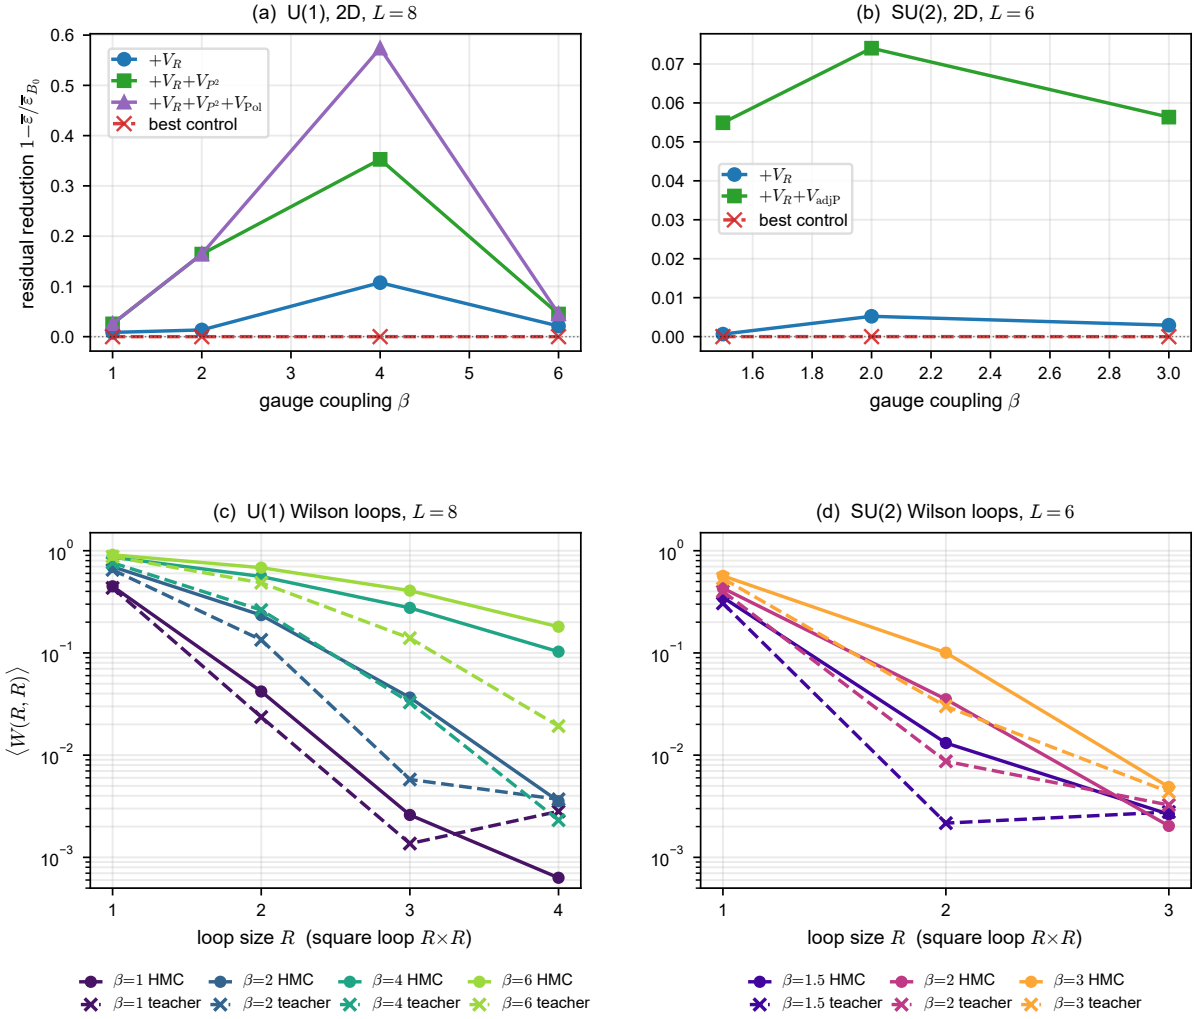 (a) U(1), 2D, L = 8
residual reduction 1−ε̅/ε̅_{B_0}
0.6
0.5
0.4
0.3
0.2
0.1
0.0
+V_R
+V_R+V_{P^2}
+V_R+V_{P^2}+V_{Pol}
best control
1 2 3 4 5 6
gauge coupling β
(b) SU(2), 2D, L = 6
0.07
0.06
0.05
0.04
0.03
0.02
0.01
0.00
+V_R
+V_R+V_{adjP}
best control
1.6 1.8 2.0 2.2 2.4 2.6 2.8 3.0
gauge coupling β
(c) U(1) Wilson loops, L = 8
⟨W(R, R)⟩
10^0
10^{−1}
10^{−2}
10^{−3}
1 2 3 4
loop size R (square loop R×R)
β=1 HMC β=2 HMC β=4 HMC β=6 HMC
β=1 teacher β=2 teacher β=4 teacher β=6 teacher
(d) SU(2) Wilson loops, L = 6
10^0
10^{−1}
10^{−2}
10^{−3}
1 2 3
loop size R (square loop R×R)
β=1.5 HMC β=2 HMC β=3 HMC
β=1.5 teacher β=2 teacher β=3 teacher